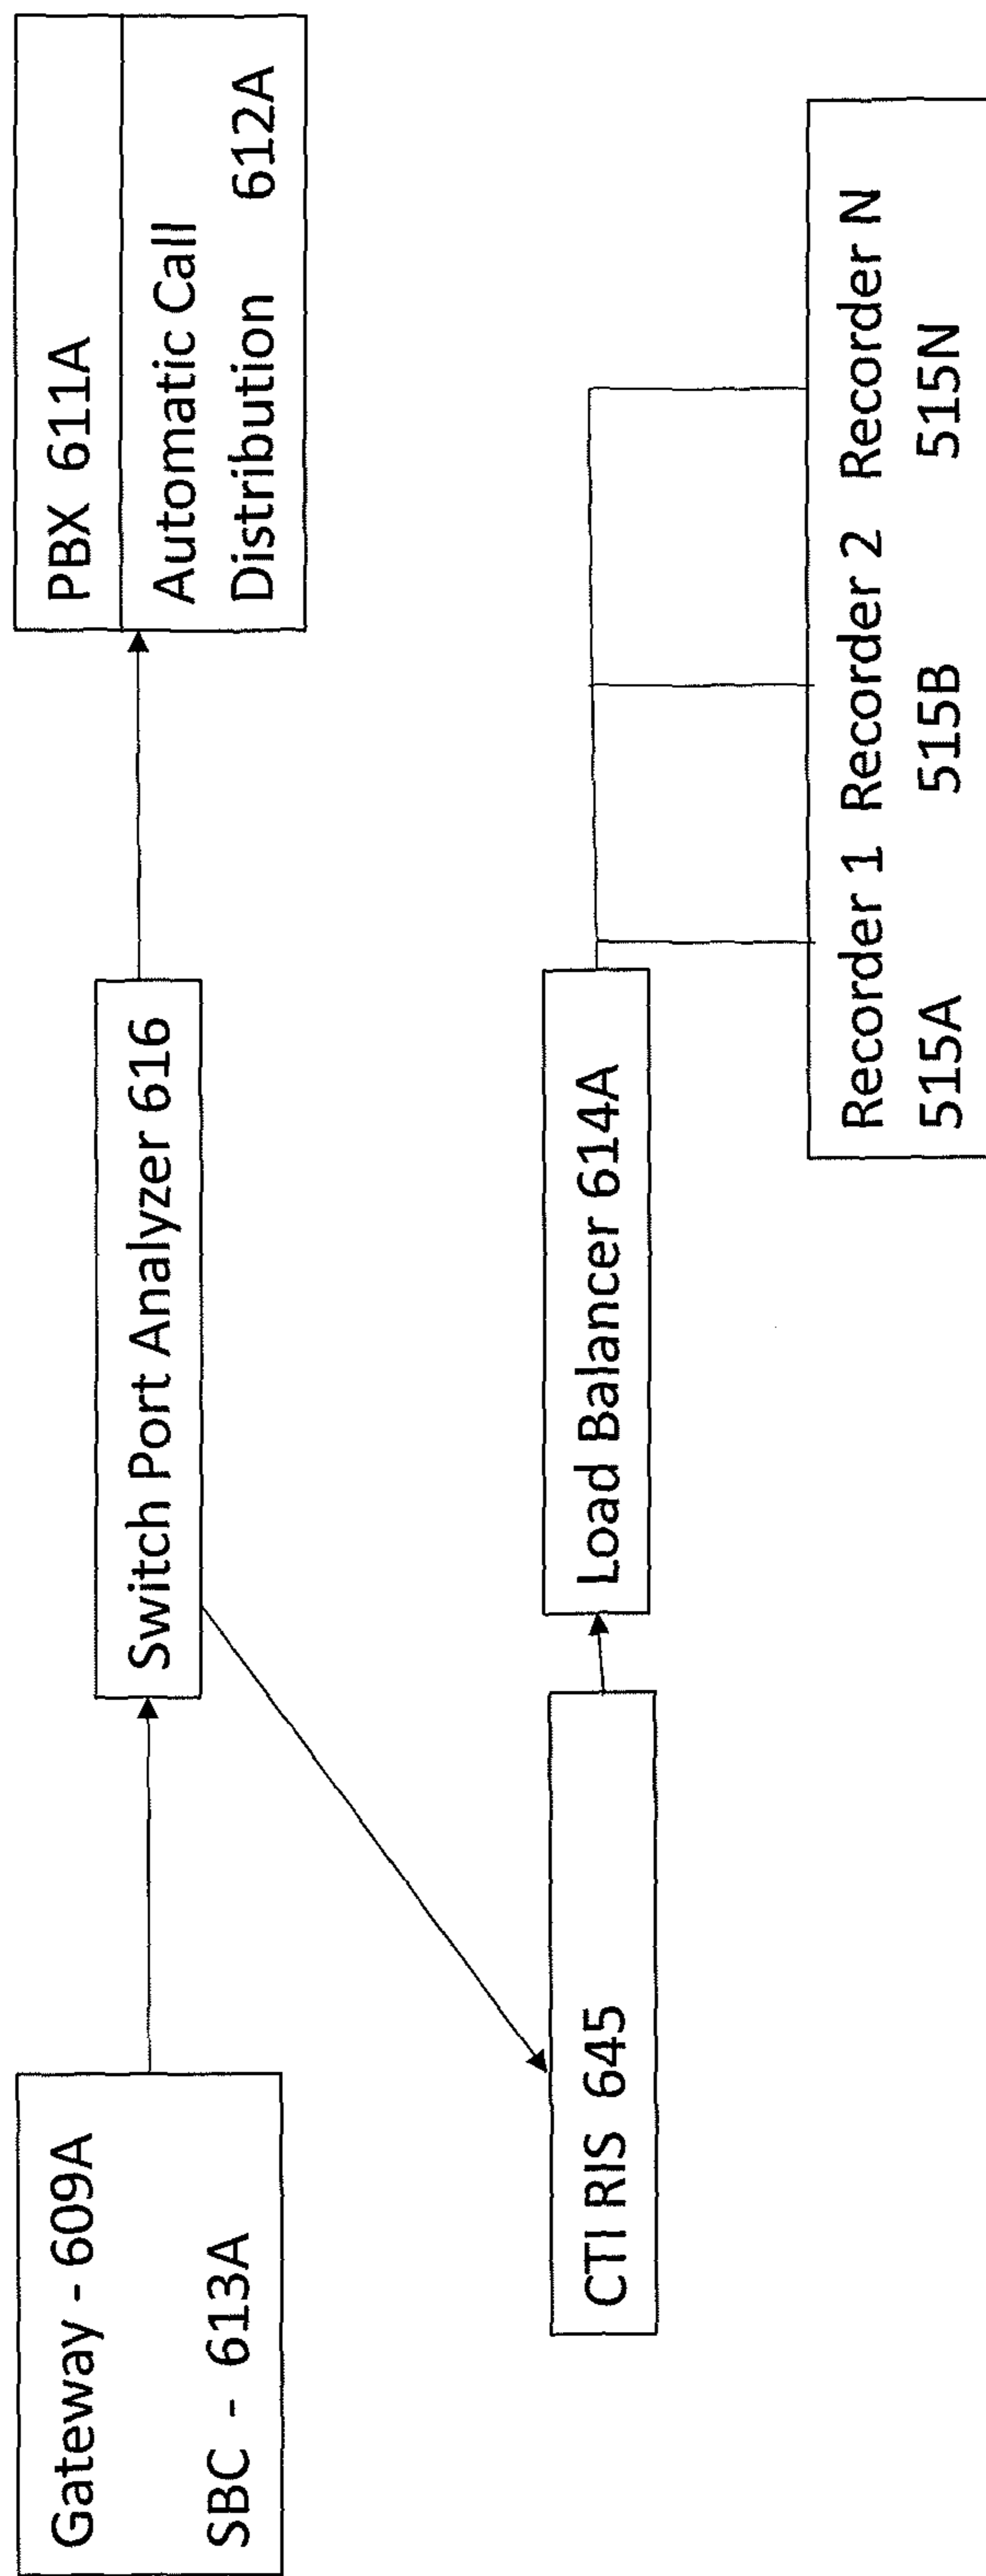 Gateway - 609A
SBC - 613A
Switch Port Analyzer 616
PBX 611A
Automatic Call
Distribution 612A
CTI RIS 645
Load Balancer 614A
Recorder 1 Recorder 2 Recorder N
515A 515B 515N